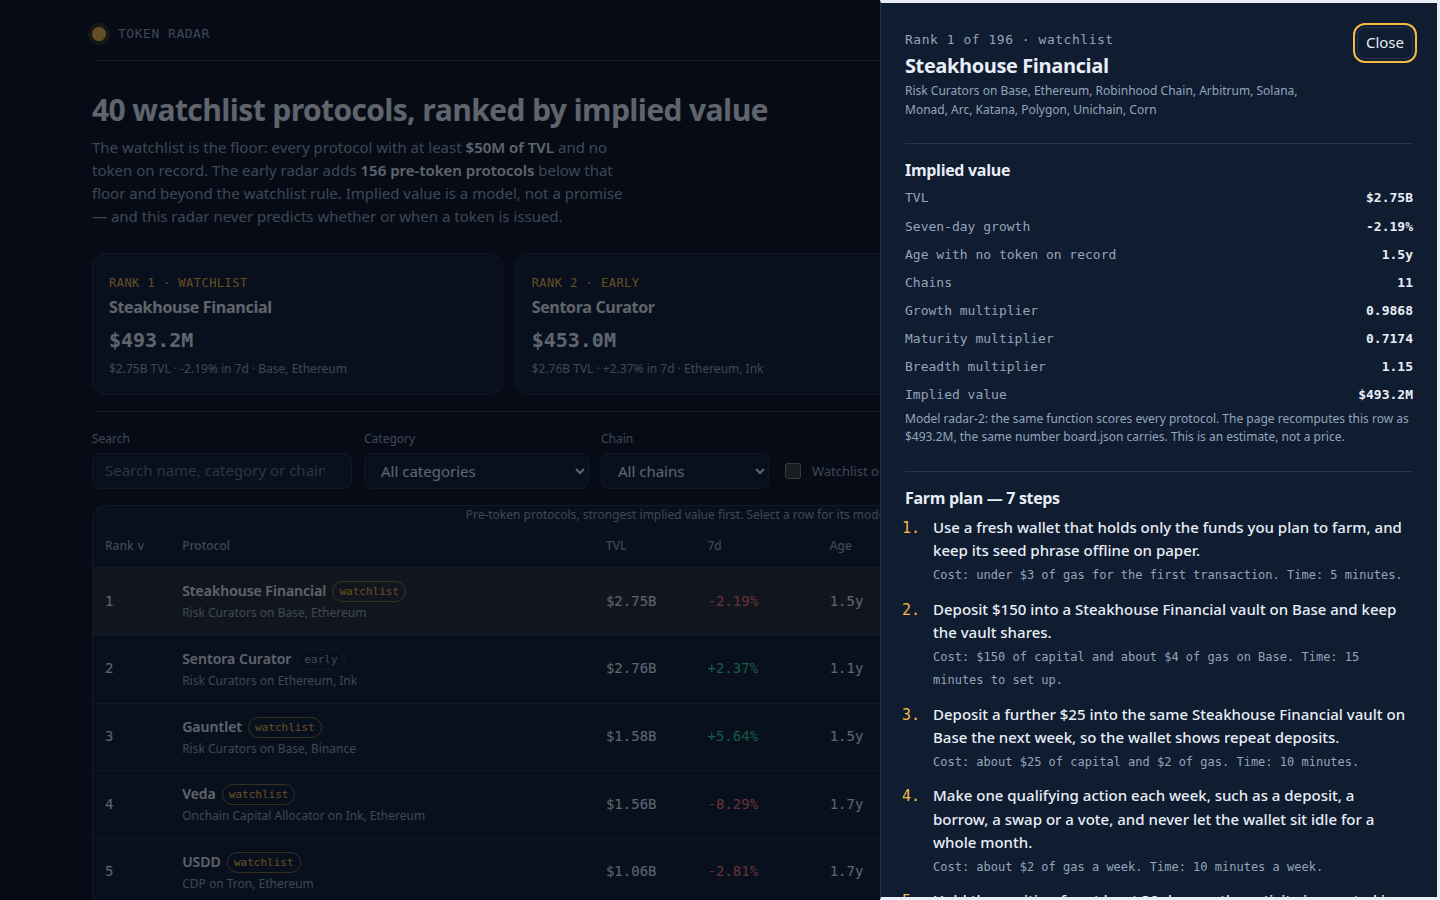 TOKEN RADAR
40 watchlist protocols, ranked by implied value
The watchlist is the floor: every protocol with at least $50M of TVL and no
token on record. The early radar adds 156 pre-token protocols below that
floor and beyond the watchlist rule. Implied value is a model, not a promise
— and this radar never predicts whether or when a token is issued.
RANK 1 · WATCHLIST
Steakhouse Financial
$493.2M
$2.75B TVL · -2.19% in 7d · Base, Ethereum
RANK 2 · EARLY
Sentora Curator
$453.0M
$2.76B TVL · +2.37% in 7d · Ethereum, Ink
Search
Category
Chain
Search name, category or chain
All categories
All chains
Watchlist o
Pre-token protocols, strongest implied value first. Select a row for its mod
Rank v Protocol TVL 7d Age
1 Steakhouse Financial watchlist $2.75B -2.19% 1.5y
Risk Curators on Base, Ethereum
2 Sentora Curator early $2.76B +2.37% 1.1y
Risk Curators on Ethereum, Ink
3 Gauntlet watchlist $1.58B +5.64% 1.5y
Risk Curators on Base, Binance
4 Veda watchlist $1.56B -8.29% 1.7y
Onchain Capital Allocator on Ink, Ethereum
5 USDD watchlist $1.06B -2.81% 1.7y
CDP on Tron, Ethereum
Rank 1 of 196 · watchlist
Close
Steakhouse Financial
Risk Curators on Base, Ethereum, Robinhood Chain, Arbitrum, Solana,
Monad, Arc, Katana, Polygon, Unichain, Corn
Implied value
TVL $2.75B
Seven-day growth -2.19%
Age with no token on record 1.5y
Chains 11
Growth multiplier 0.9868
Maturity multiplier 0.7174
Breadth multiplier 1.15
Implied value $493.2M
Model radar-2: the same function scores every protocol. The page recomputes this row as
$493.2M, the same number board.json carries. This is an estimate, not a price.
Farm plan — 7 steps
1. Use a fresh wallet that holds only the funds you plan to farm, and
keep its seed phrase offline on paper.
Cost: under $3 of gas for the first transaction. Time: 5 minutes.
2. Deposit $150 into a Steakhouse Financial vault on Base and keep
the vault shares.
Cost: $150 of capital and about $4 of gas on Base. Time: 15
minutes to set up.
3. Deposit a further $25 into the same Steakhouse Financial vault on
Base the next week, so the wallet shows repeat deposits.
Cost: about $25 of capital and $2 of gas. Time: 10 minutes.
4. Make one qualifying action each week, such as a deposit, a
borrow, a swap or a vote, and never let the wallet sit idle for a
whole month.
Cost: about $2 of gas a week. Time: 10 minutes a week.